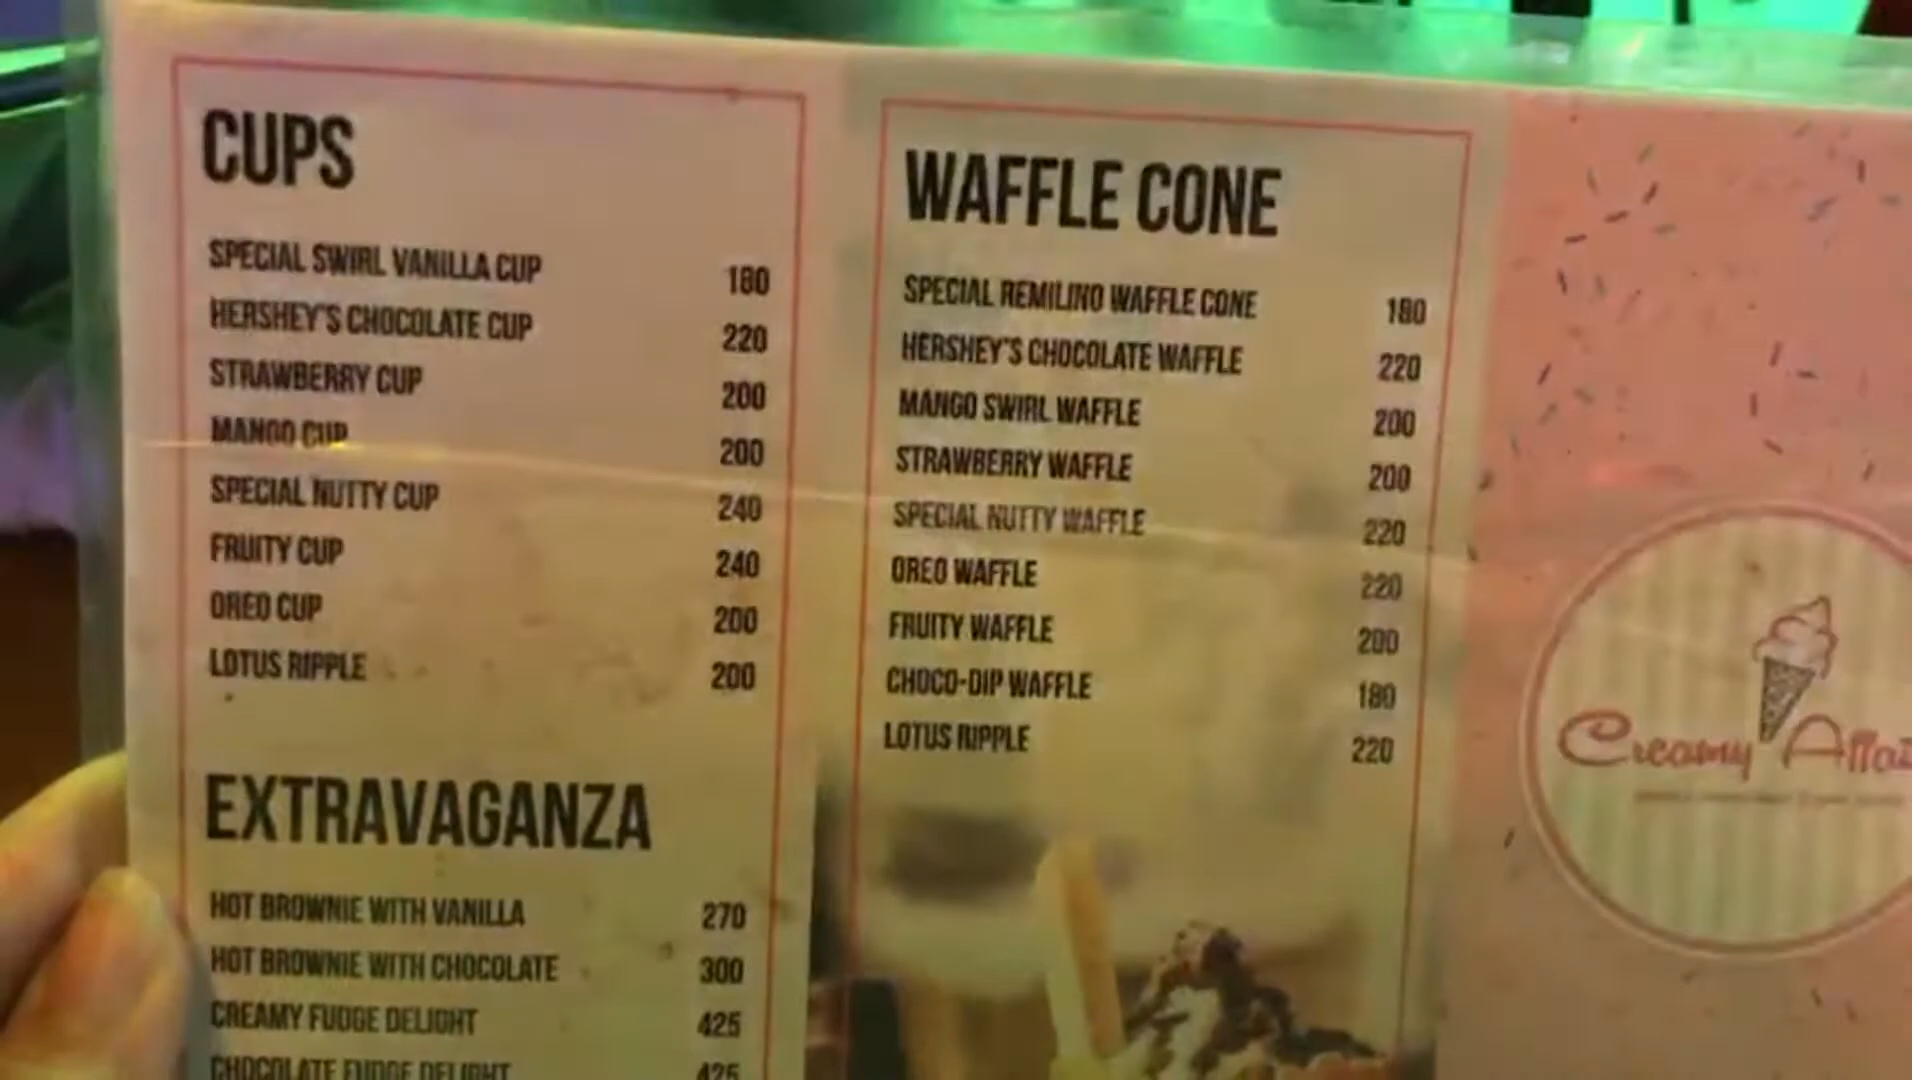 CUPS
SPECIAL SWIRL VANILLA CUP 180
HERSHEY'S CHOCOLATE CUP 220
STRAWBERRY CUP 200
MANGO CUP 200
SPECIAL NUTTY CUP 240
FRUITY CUP 240
OREO CUP 200
LOTUS RIPPLE 200
EXTRAVAGANZA
HOT BROWNIE WITH VANILLA 270
HOT BROWNIE WITH CHOCOLATE 300
CREAMY FUDGE DELIGHT 425
CHOCOLATE FUDGE DELIGHT 425
WAFFLE CONE
SPECIAL REMILINO WAFFLE CONE 180
HERSHEY'S CHOCOLATE WAFFLE 220
MANGO SWIRL WAFFLE 200
STRAWBERRY WAFFLE 200
SPECIAL NUTTY WAFFLE 220
OREO WAFFLE 220
FRUITY WAFFLE 200
CHOCO-DIP WAFFLE 180
LOTUS RIPPLE 220
Creamy